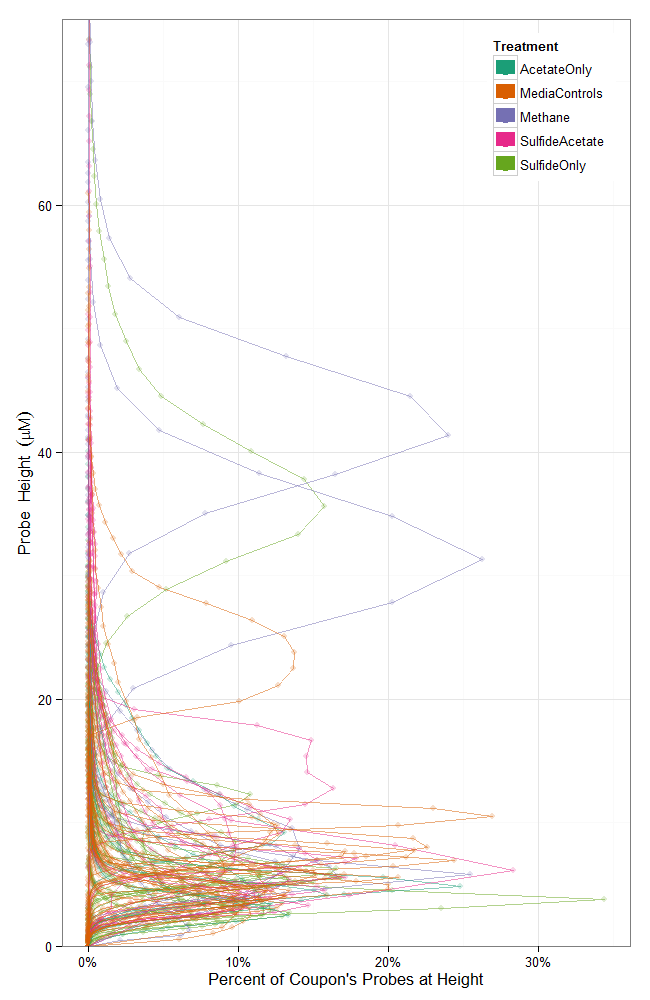 Treatment
AcetateOnly
MediaControls
Methane
SulfideAcetate
SulfideOnly
60
40
20
0
Probe Height (μM)
0% 10% 20% 30%
Percent of Coupon's Probes at Height